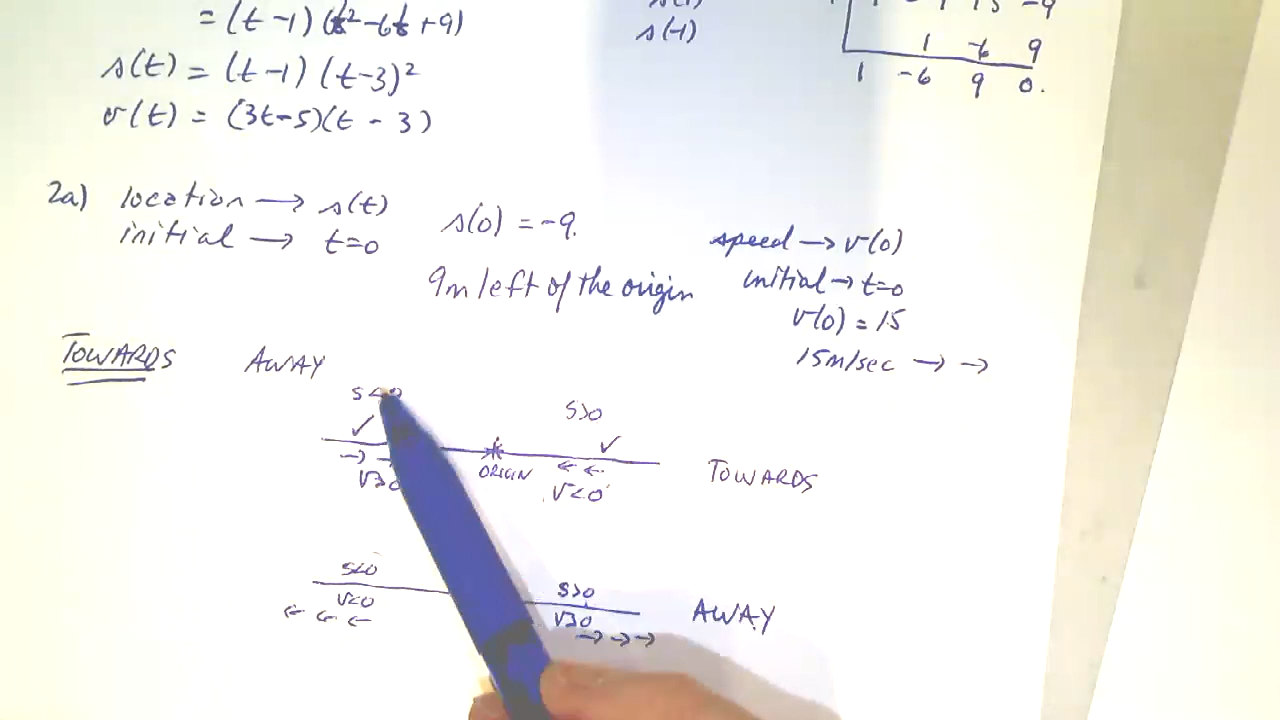 = (t-1)(t²-6t+9)
s(t) = (t-1)(t-3)²
v(t) = (3t-5)(t-3)
s(-1)
1 -6 9
1 -6 9 0.
2a) location → s(t)
initial → t=0
s(0) = -9.
9m left of the origin
speed → v(0)
initial → t=0
v(0) = 15
15m/sec → →
TOWARDS AWAY
s<0 s>0
✓ ✓
→ → ORIGIN ← ←
v>0 v<0
TOWARDS
s<0 s>0
v<0 v>0
← ← ← → → →
AWAY